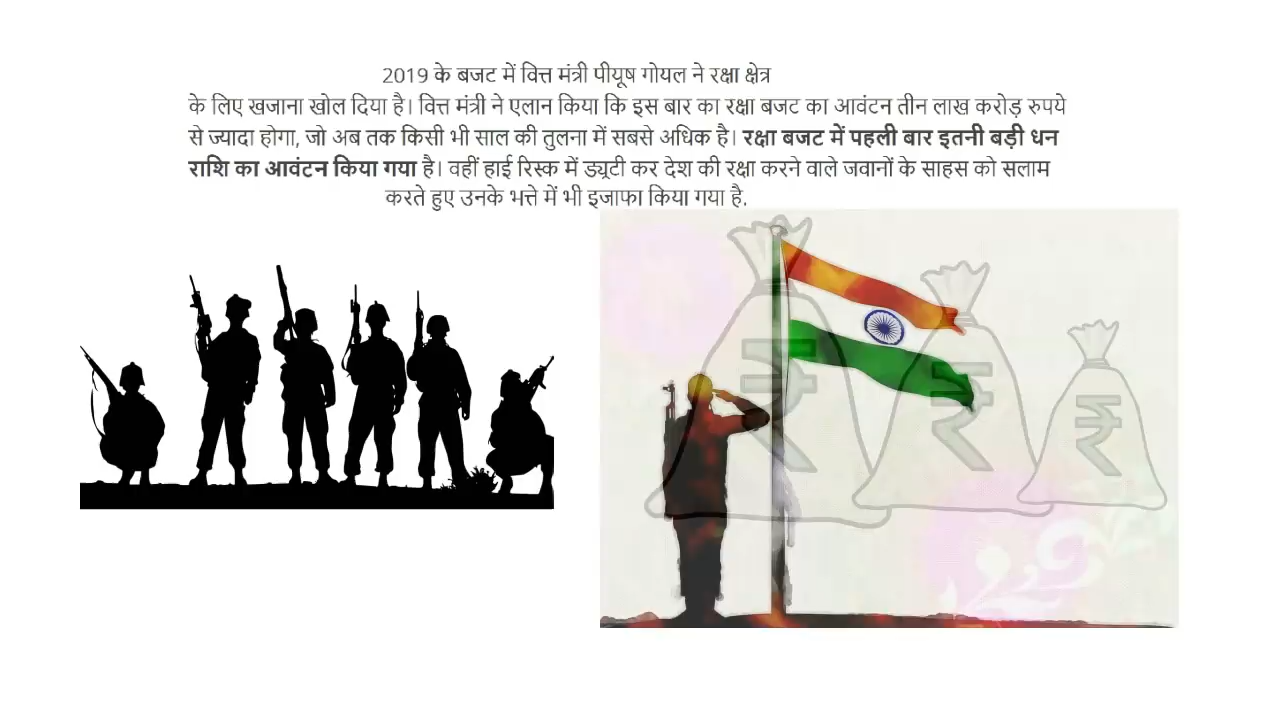 2019 के बजट में वित्त मंत्री पीयूष गोयल ने रक्षा क्षेत्र
के लिए खजाना खोल दिया है। वित्त मंत्री ने एलान किया कि इस बार का रक्षा बजट का आवंटन तीन लाख करोड़ रुपये
से ज्यादा होगा, जो अब तक किसी भी साल की तुलना में सबसे अधिक है। रक्षा बजट में पहली बार इतनी बड़ी धन
राशि का आवंटन किया गया है। वहीं हाई रिस्क में ड्यूटी कर देश की रक्षा करने वाले जवानों के साहस को सलाम
करते हुए उनके भत्ते में भी इजाफा किया गया है.
₹ ₹ ₹